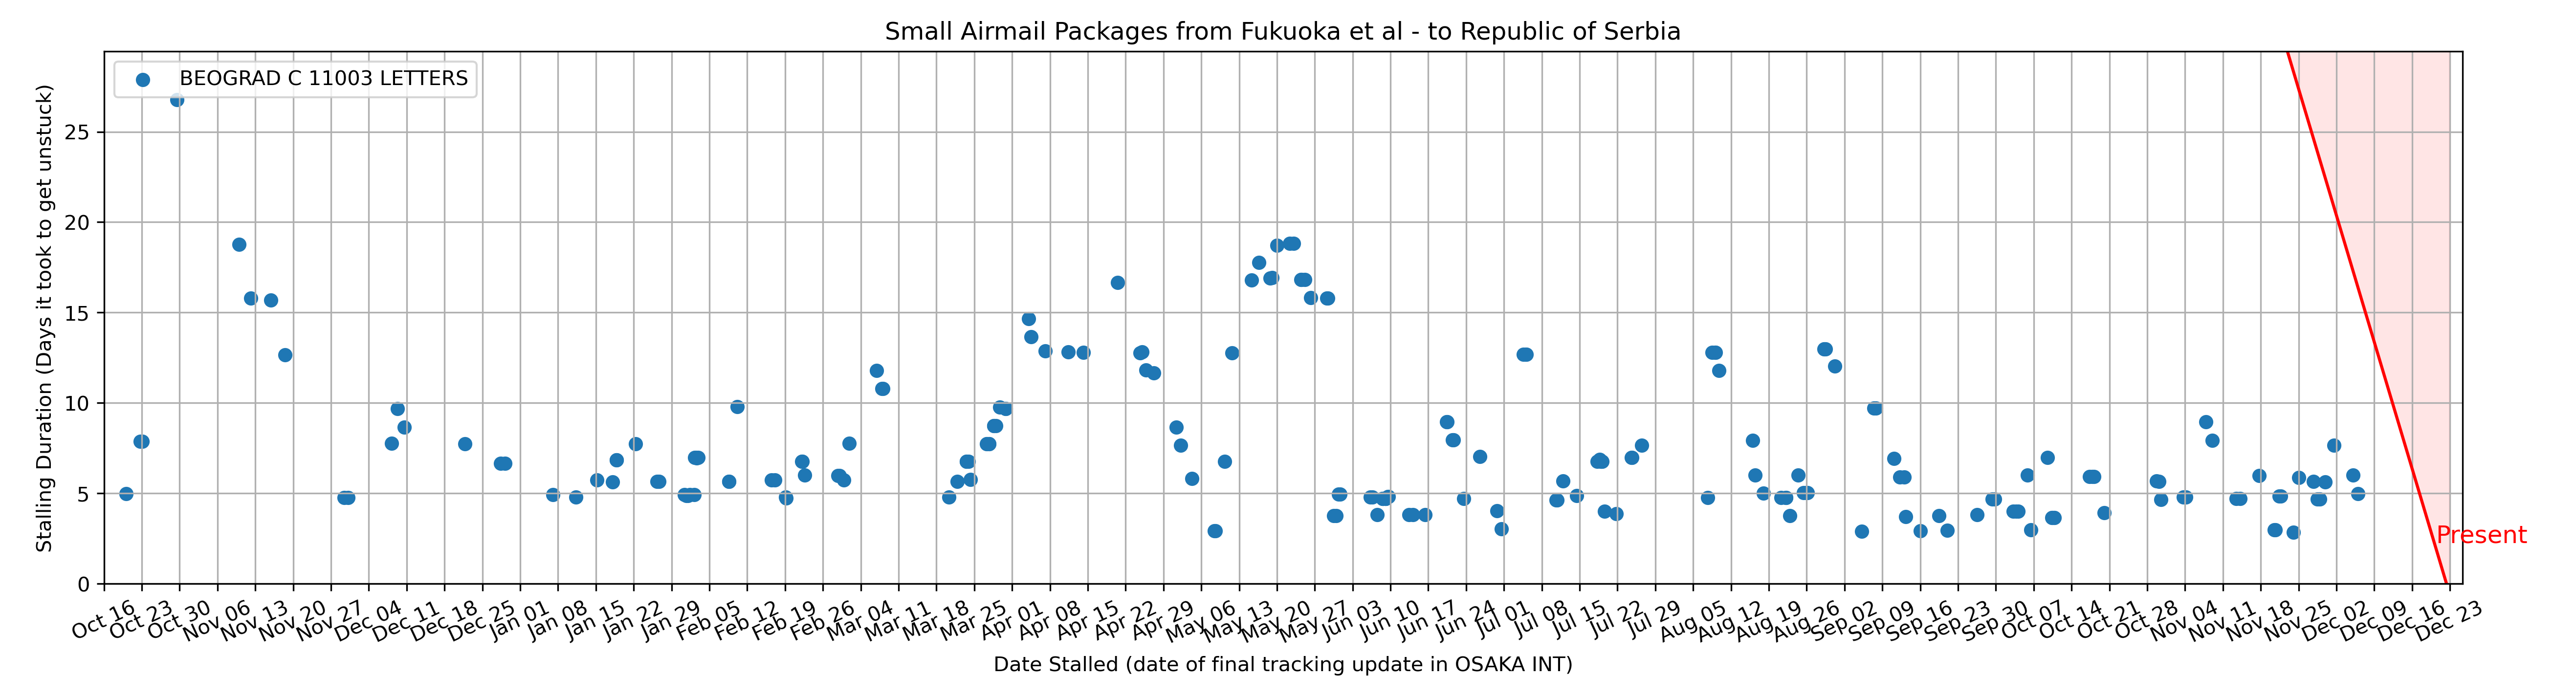 Small Airmail Packages from Fukuoka et al - to Republic of Serbia
BEOGRAD C 11003 LETTERS
Stalling Duration (Days it took to get unstuck)
25
20
15
10
5
0
Present
Oct 16
Oct 23
Oct 30
Nov 06
Nov 13
Nov 20
Nov 27
Dec 04
Dec 11
Dec 18
Dec 25
Jan 01
Jan 08
Jan 15
Jan 22
Jan 29
Feb 05
Feb 12
Feb 19
Feb 26
Mar 04
Mar 11
Mar 18
Mar 25
Apr 01
Apr 08
Apr 15
Apr 22
Apr 29
May 06
May 13
May 20
May 27
Jun 03
Jun 10
Jun 17
Jun 24
Jul 01
Jul 08
Jul 15
Jul 22
Jul 29
Aug 05
Aug 12
Aug 19
Aug 26
Sep 02
Sep 09
Sep 16
Sep 23
Sep 30
Oct 07
Oct 14
Oct 21
Oct 28
Nov 04
Nov 11
Nov 18
Nov 25
Dec 02
Dec 09
Dec 16
Dec 23
Date Stalled (date of final tracking update in OSAKA INT)